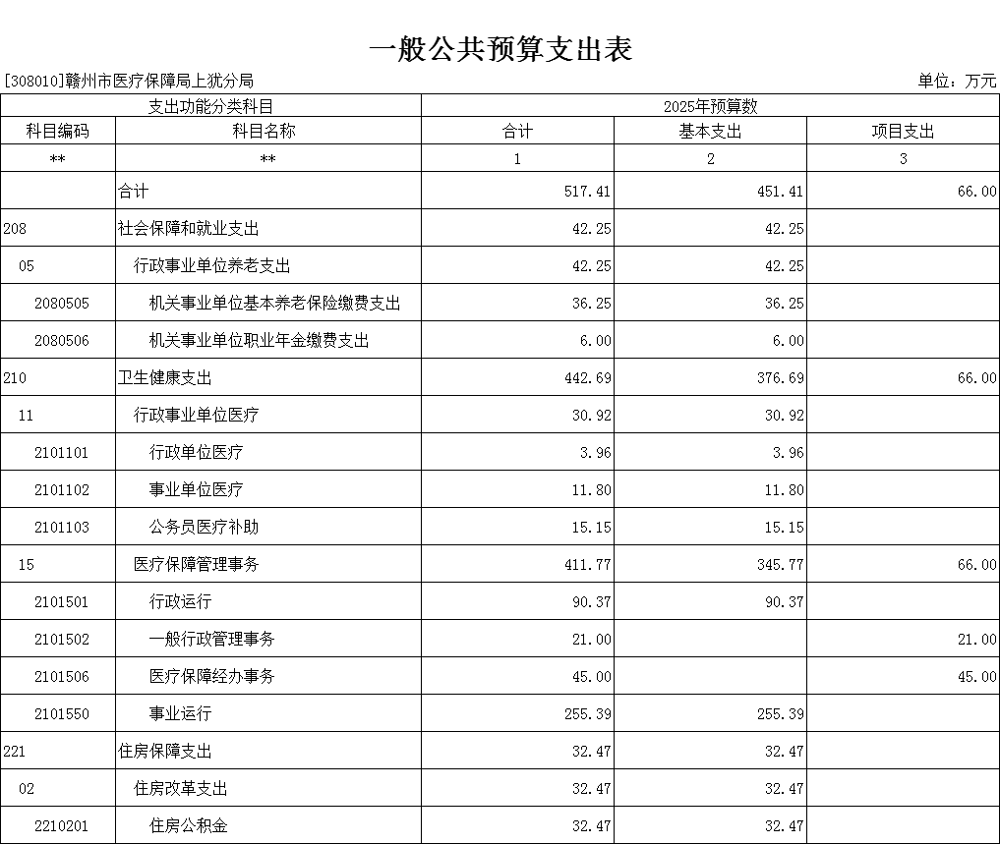 一般公共预算支出表
[308010]赣州市医疗保障局上犹分局 单位：万元
支出功能分类科目 2025年预算数
科目编码 科目名称 合计 基本支出 项目支出
** ** 1 2 3
合计 517.41 451.41 66.00
208 社会保障和就业支出 42.25 42.25
05 行政事业单位养老支出 42.25 42.25
2080505 机关事业单位基本养老保险缴费支出 36.25 36.25
2080506 机关事业单位职业年金缴费支出 6.00 6.00
210 卫生健康支出 442.69 376.69 66.00
11 行政事业单位医疗 30.92 30.92
2101101 行政单位医疗 3.96 3.96
2101102 事业单位医疗 11.80 11.80
2101103 公务员医疗补助 15.15 15.15
15 医疗保障管理事务 411.77 345.77 66.00
2101501 行政运行 90.37 90.37
2101502 一般行政管理事务 21.00 21.00
2101506 医疗保障经办事务 45.00 45.00
2101550 事业运行 255.39 255.39
221 住房保障支出 32.47 32.47
02 住房改革支出 32.47 32.47
2210201 住房公积金 32.47 32.47